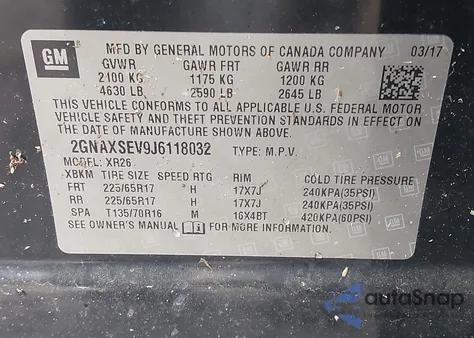 GM
MFD BY GENERAL MOTORS OF CANADA COMPANY 03/17
GVWR GAWR FRT GAWR RR
2100 KG 1175 KG 1200 KG
4630 LB 2590 LB 2645 LB
THIS VEHICLE CONFORMS TO ALL APPLICABLE U.S. FEDERAL MOTOR
VEHICLE SAFETY AND THEFT PREVENTION STANDARDS IN EFFECT ON
THE DATE OF MANUFACTURE SHOWN ABOVE.
2GNAXSEV9J6118032 TYPE: M.P.V.
MODEL: XR26
XBKM TIRE SIZE SPEED RTG RIM COLD TIRE PRESSURE
FRT 225/65R17 H 17X7J 240KPA(35PSI)
RR 225/65R17 H 17X7J 240KPA(35PSI)
SPA T135/70R16 M 16X4BT 420KPA(60PSI)
SEE OWNER'S MANUAL FOR MORE INFORMATION.
autoSnap